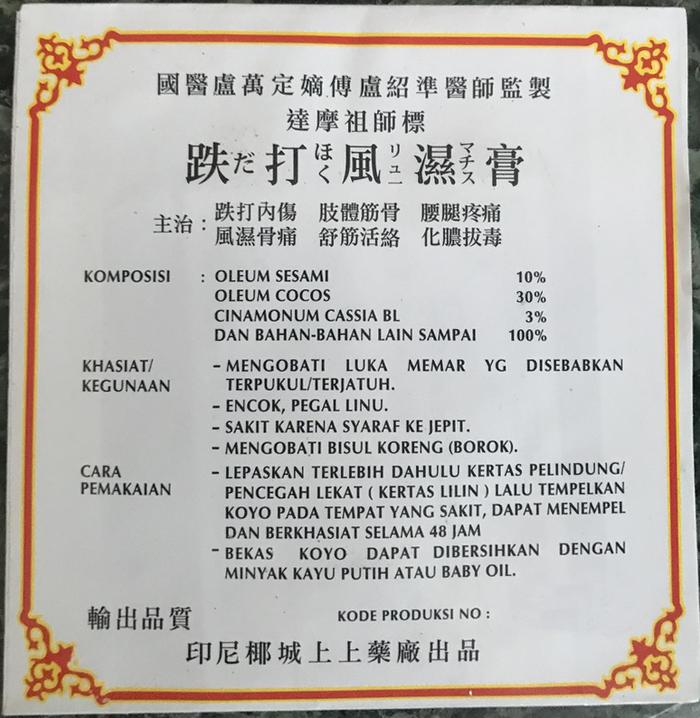 國醫盧萬定嫡傅盧紹準醫師監製
達摩祖師標
跌だ打ほく風リュー濕マチス膏
主治：跌打內傷 肢體筋骨 腰腿疼痛
風濕骨痛 舒筋活絡 化膿拔毒
KOMPOSISI : OLEUM SESAMI 10%
OLEUM COCOS 30%
CINAMONUM CASSIA BL 3%
DAN BAHAN-BAHAN LAIN SAMPAI 100%
KHASIAT/ - MENGOBATI LUKA MEMAR YG DISEBABKAN
KEGUNAAN TERPUKUL/TERJATUH.
- ENCOK, PEGAL LINU.
- SAKIT KARENA SYARAF KE JEPIT.
- MENGOBATI BISUL KORENG (BOROK).
CARA - LEPASKAN TERLEBIH DAHULU KERTAS PELINDUNG/
PEMAKAIAN PENCEGAH LEKAT ( KERTAS LILIN ) LALU TEMPELKAN
KOYO PADA TEMPAT YANG SAKIT, DAPAT MENEMPEL
DAN BERKHASIAT SELAMA 48 JAM
- BEKAS KOYO DAPAT DIBERSIHKAN DENGAN
MINYAK KAYU PUTIH ATAU BABY OIL.
輸出品質 KODE PRODUKSI NO :
印尼椰城上上藥廠出品